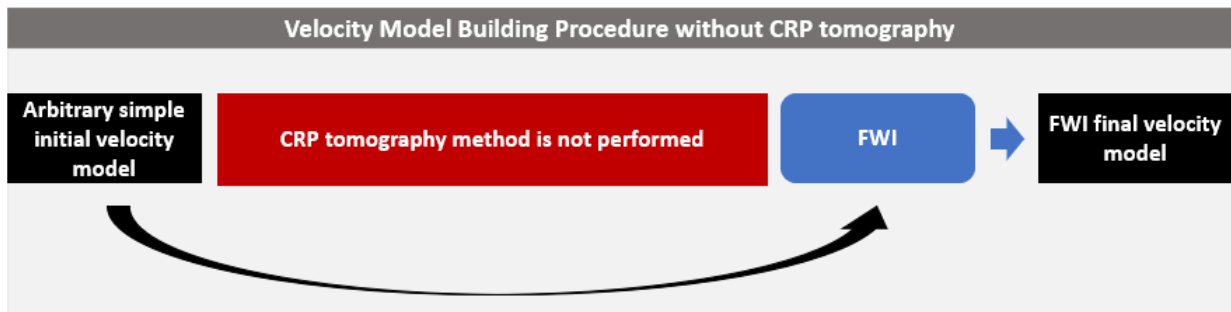 Velocity Model Building Procedure without CRP tomography
Arbitrary simple
initial velocity
model
CRP tomography method is not performed
FWI
FWI final velocity
model